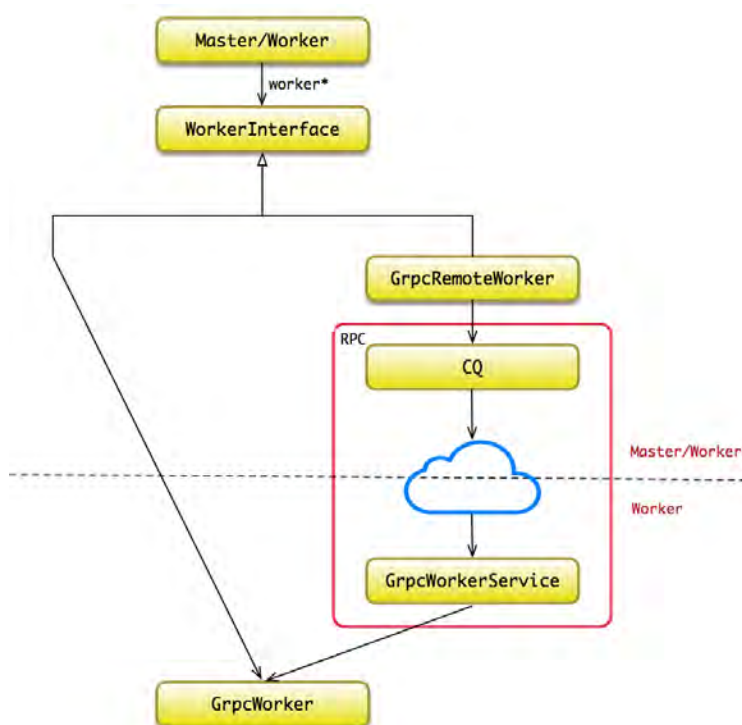 Master/Worker
worker*
WorkerInterface
GrpcRemoteWorker
RPC
CQ
Master/Worker
Worker
GrpcWorkerService
GrpcWorker